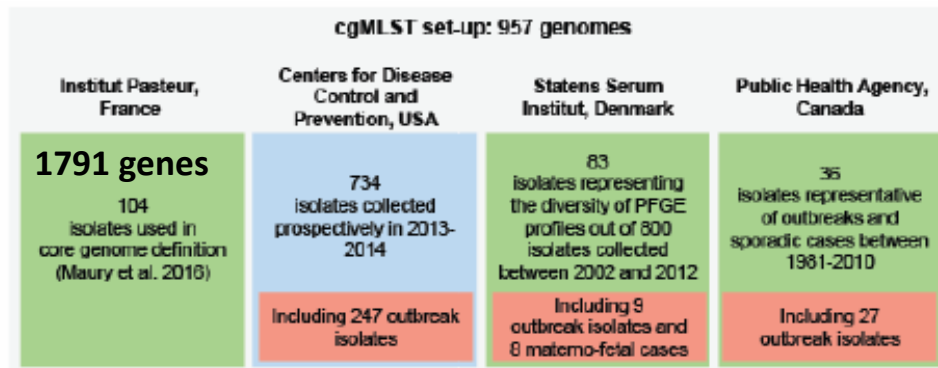 cgMLST set-up: 957 genomes
Institut Pasteur,
France
1791 genes
104
isolates used in
core genome definition
(Maury et al. 2016)
Centers for Disease
Control and
Prevention, USA
734
isolates collected
prospectively in 2013-
2014
Including 247 outbreak
isolates
Statens Serum
Institut, Denmark
83
isolates representing
the diversity of PFGE
profiles out of 800
isolates collected
between 2002 and 2012
Including 9
outbreak isolates and
8 materno-fetal cases
Public Health Agency,
Canada
36
isolates representative
of outbreaks and
sporadic cases between
1981-2010
Including 27
outbreak isolates